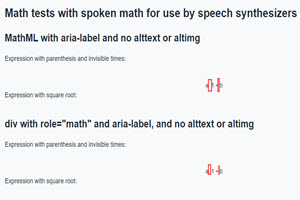 Math tests with spoken math for use by speech synthesizers
MathML with aria-label and no alttext or altimg
Expression with parenthesis and invisible times:
Expression with square root:
div with role="math" and aria-label, and no alttext or altimg
Expression with parenthesis and invisible times:
Expression with square root: